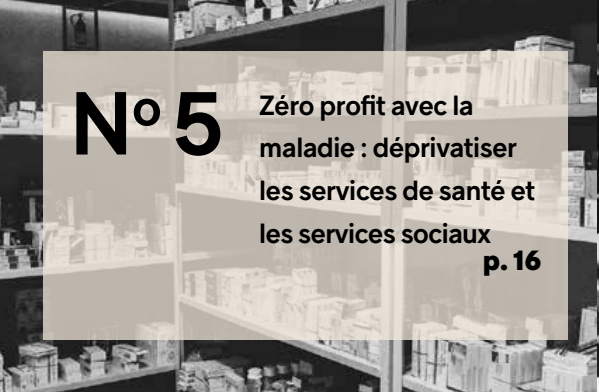 Nº 5
Zéro profit avec la
maladie : déprivatiser
les services de santé et
les services sociaux
p. 16